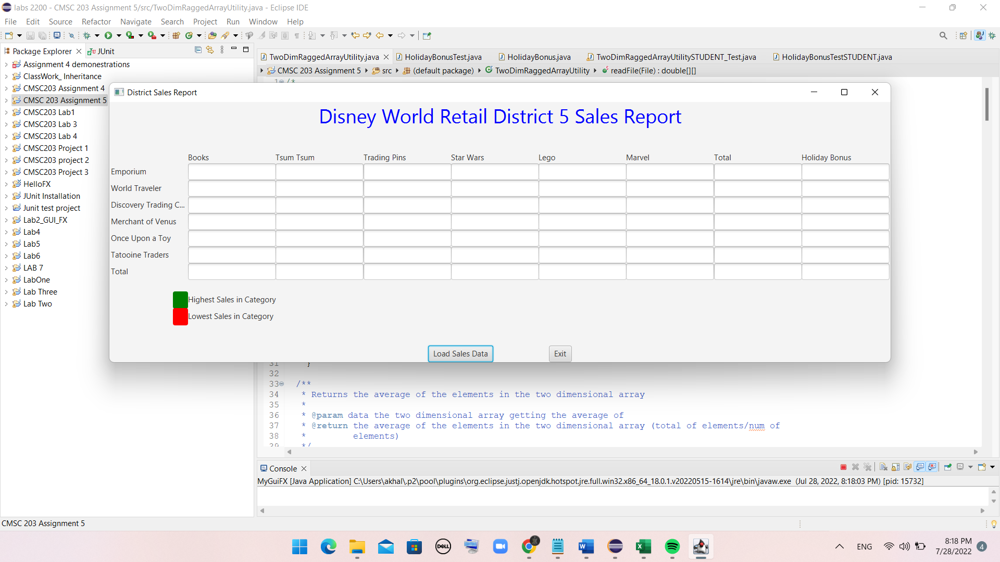 labs 2200 - CMSC 203 Assignment 5/src/TwoDimRaggedArrayUtility.java - Eclipse IDE
File Edit Source Refactor Navigate Search Project Run Window Help
Package Explorer JUnit
TwoDimRaggedArrayUtility.java HolidayBonusTest.java HolidayBonus.java TwoDimRaggedArrayUtilitySTUDENT_Test.java HolidayBonusTestSTUDENT.java
CMSC 203 Assignment 5 src (default package) TwoDimRaggedArrayUtility readFile(File) : double[][]
Assignment 4 demonestrations
ClassWork_ Inheritance
CMSC203 Assignment 4
CMSC 203 Assignment 5
CMSC203 Lab1
CMSC203 Lab 3
CMSC203 Lab 4
CMSC203 Project 1
CMSC203 project 2
CMSC203 Project 3
HelloFX
JUnit Installation
Junit test project
Lab2_GUI_FX
Lab4
Lab5
Lab6
LAB 7
LabOne
Lab Three
Lab Two
1 /*
District Sales Report
Disney World Retail District 5 Sales Report
Books Tsum Tsum Trading Pins Star Wars Lego Marvel Total Holiday Bonus
Emporium
World Traveler
Discovery Trading C...
Merchant of Venus
Once Upon a Toy
Tatooine Traders
Total
Highest Sales in Category
Lowest Sales in Category
Load Sales Data Exit
31 }
32
33 /**
34 * Returns the average of the elements in the two dimensional array
35 *
36 * @param data the two dimensional array getting the average of
37 * @return the average of the elements in the two dimensional array (total of elements/num of
38 * elements)
39 */
Console
MyGuiFX [Java Application] C:\Users\akhal\.p2\pool\plugins\org.eclipse.justj.openjdk.hotspot.jre.full.win32.x86_64_18.0.1.v20220515-1614\jre\bin\javaw.exe (Jul 28, 2022, 8:18:03 PM) [pid: 15732]
CMSC 203 Assignment 5
DELL
ENG
8:18 PM
7/28/2022
4